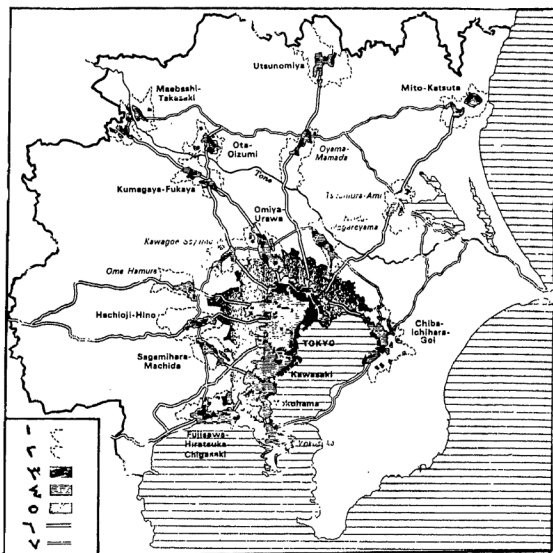 Utsunomiya
Maebashi-
Takasaki
Mito-Katsuta
Ota-
Oizumi
Oyama-
Mamada
Tone
Kumagaya-Fukaya
Omiya-
Urawa
Kawagoe
Ome Hamura
Hachioji-Hino
Chiba-
Ichihara-
Goi
TOKYO
Sagamihara-
Machida
Kawasaki
Fujisawa-
Hiratsuka
Chigasaki